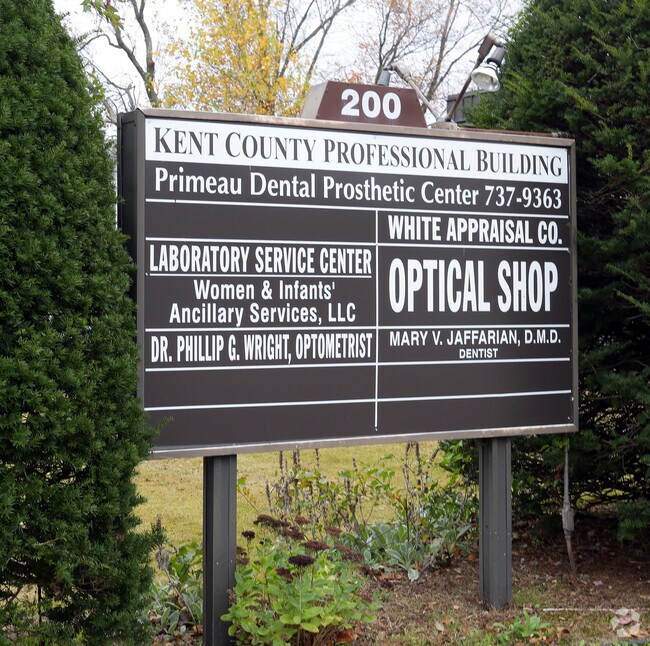 200
KENT COUNTY PROFESSIONAL BUILDING
Primeau Dental Prosthetic Center 737-9363
WHITE APPRAISAL CO.
LABORATORY SERVICE CENTER
Women & Infants'
Ancillary Services, LLC
OPTICAL SHOP
DR. PHILLIP G. WRIGHT, OPTOMETRIST
MARY V. JAFFARIAN, D.M.D.
DENTIST